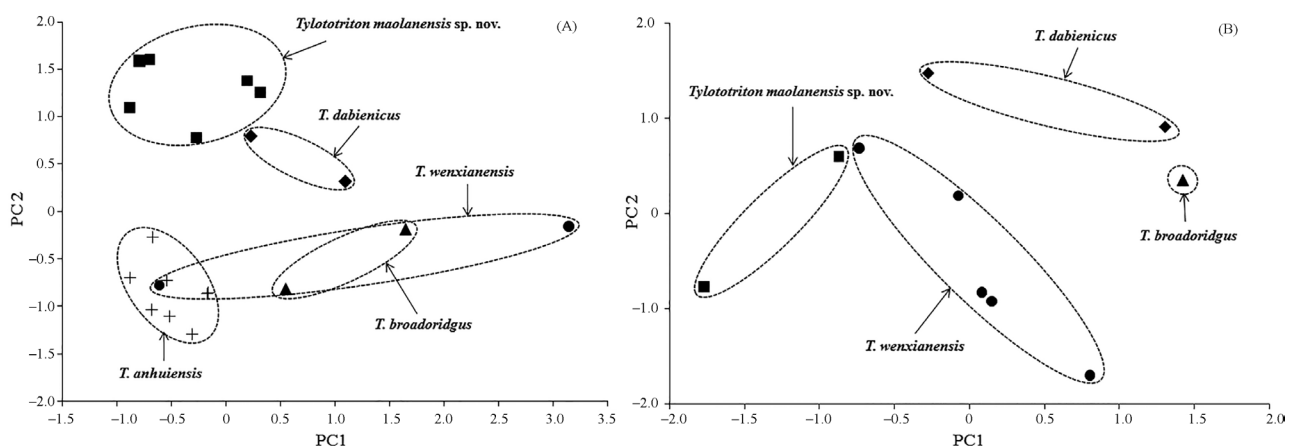 (A)
Tylototriton maolanensis sp. nov.
T. dabienicus
T. wenxianensis
T. broadoridgus
T. anhuiensis
PC2
2.0
1.5
1.0
0.5
0
−0.5
−1.0
−1.5
−2.0
−1.5 −1.0 −0.5 0 0.5 1.0 1.5 2.0 2.5 3.0 3.5
PC1
(B)
T. dabienicus
Tylototriton maolanensis sp. nov.
T. broadoridgus
T. wenxianensis
PC2
2.0
1.0
0
−1.0
−2.0
−2.0 −1.5 −1.0 −0.5 0 0.5 1.0 1.5 2.0
PC1